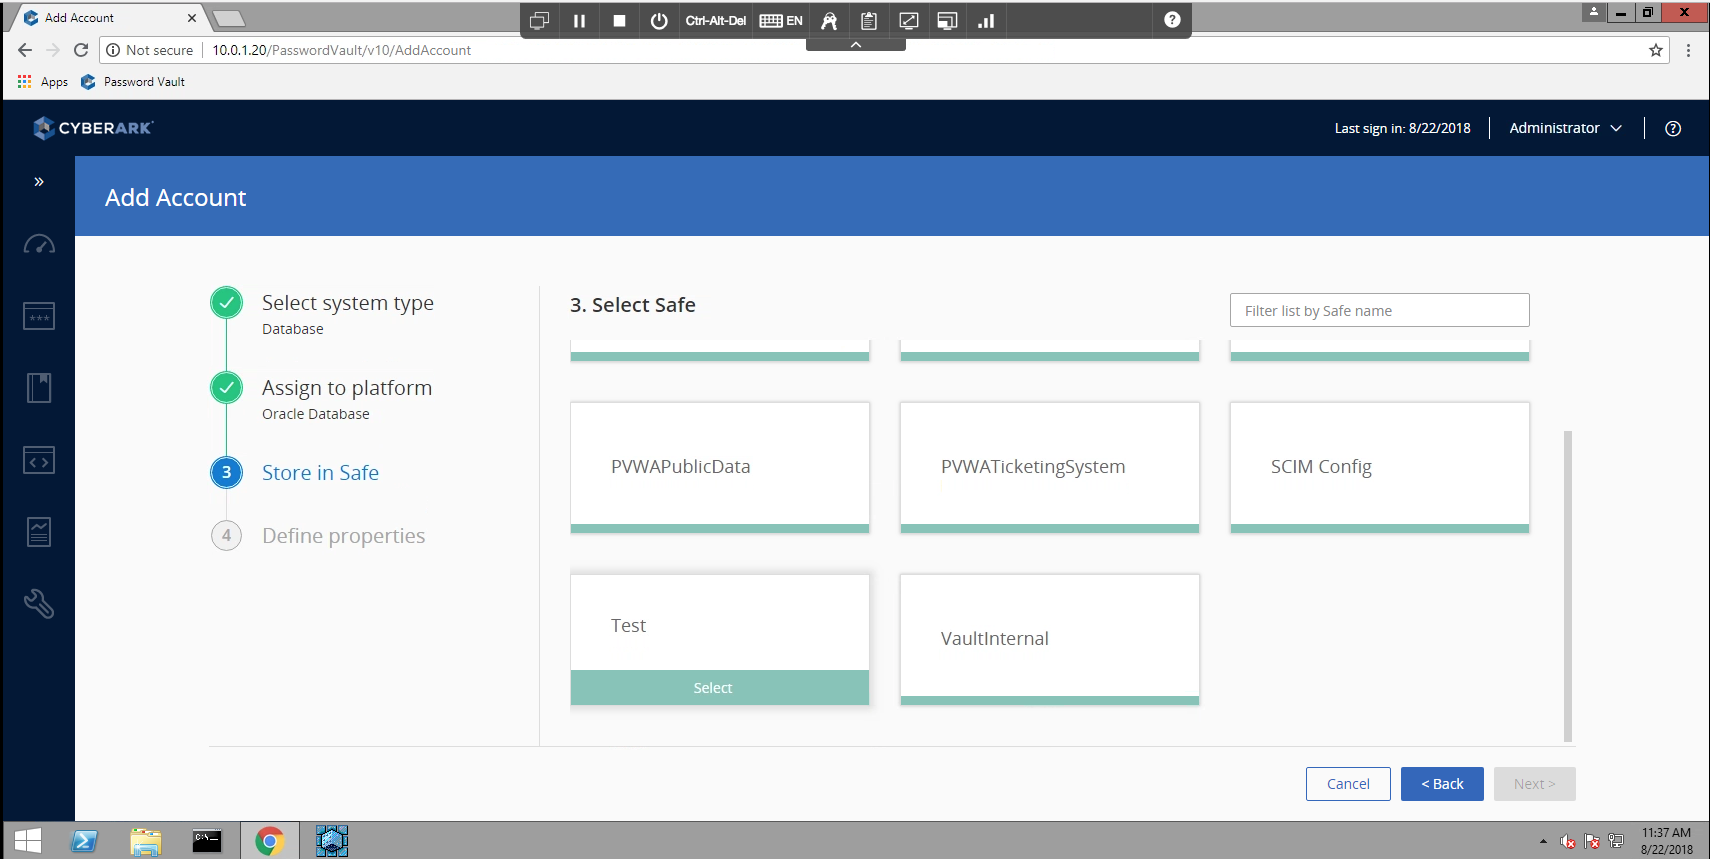 Add Account
Ctrl-Alt-Del
EN
Not secure
10.0.1.20/PasswordVault/v10/AddAccount
Apps
Password Vault
CYBERARK
Last sign in: 8/22/2018
Administrator
Add Account
Select system type
Database
Assign to platform
Oracle Database
3
Store in Safe
4
Define properties
3. Select Safe
Filter list by Safe name
PVWAPublicData
PVWATicketingSystem
SCIM Config
Test
Select
VaultInternal
Cancel
< Back
Next >
11:37 AM
8/22/2018